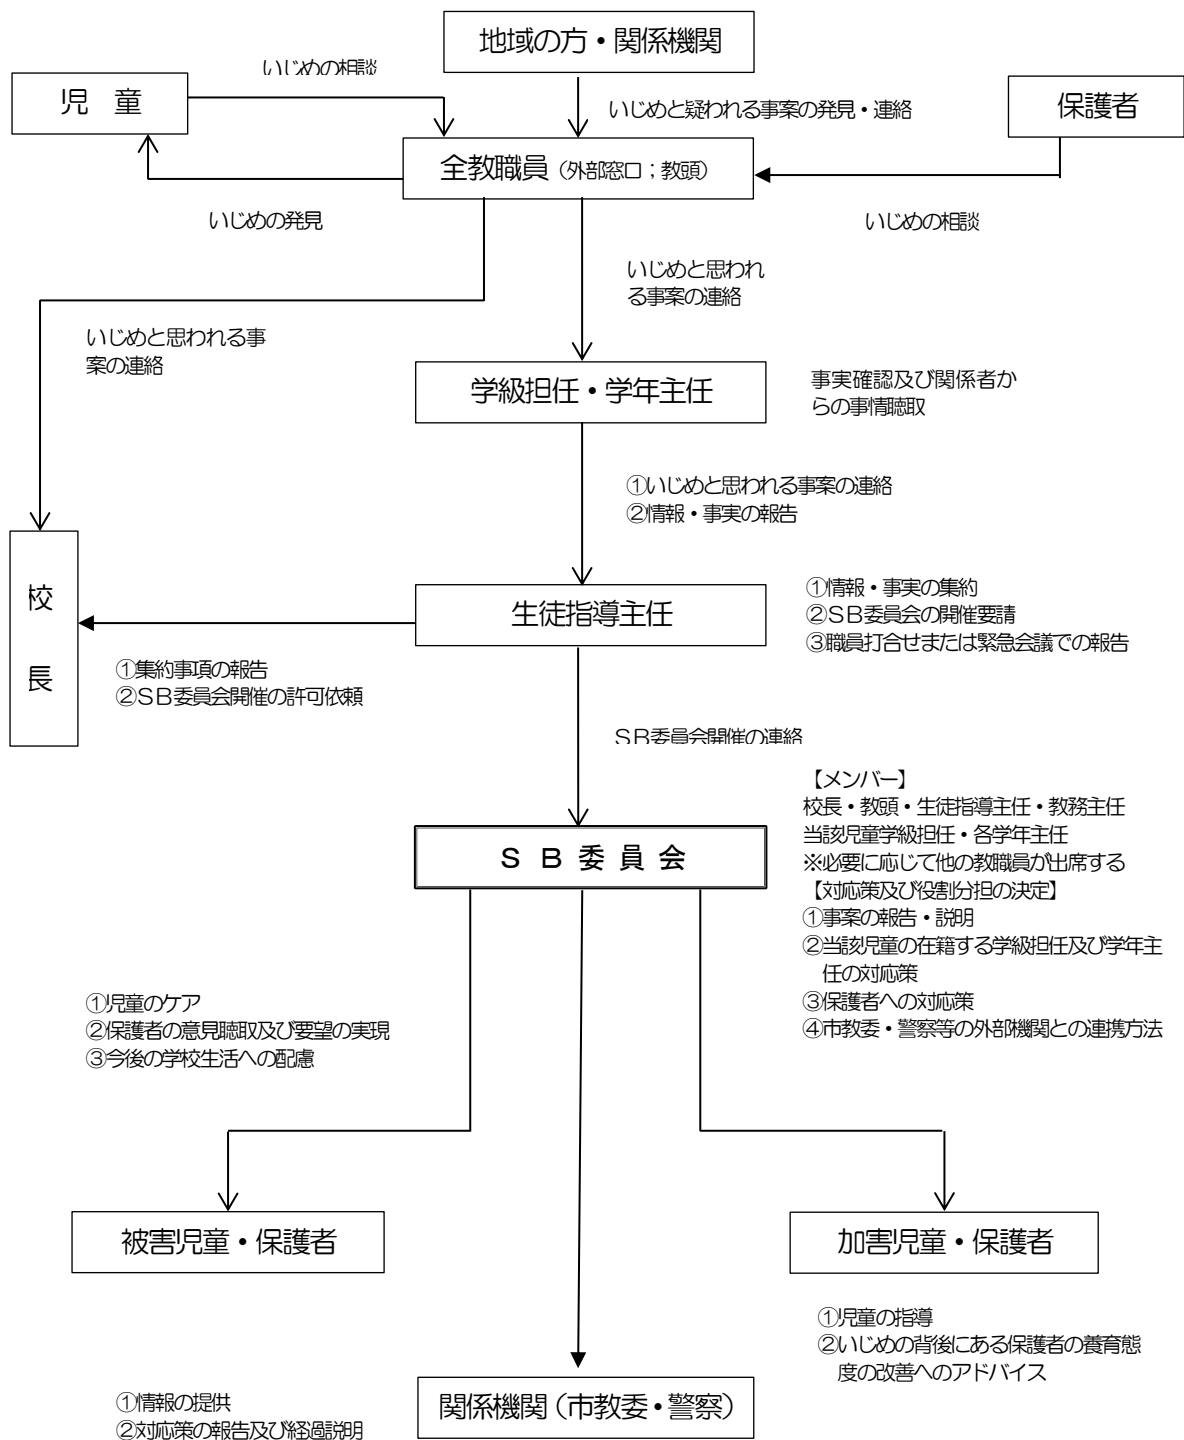 地域の方・関係機関
いじめの相談
児　童
いじめと疑われる事案の発見・連絡
保護者
全教職員（外部窓口；教頭）
いじめの発見
いじめの相談
いじめと思われ
る事案の連絡
いじめと思われる事
案の連絡
学級担任・学年主任
事実確認及び関係者か
らの事情聴取
①いじめと思われる事案の連絡
②情報・事実の報告
校
長
生徒指導主任
①情報・事実の集約
②ＳＢ委員会の開催要請
③職員打合せまたは緊急会議での報告
①集約事項の報告
②ＳＢ委員会開催の許可依頼
ＳＢ委員会開催の連絡
【メンバー】
校長・教頭・生徒指導主任・教務主任
当該児童学級担任・各学年主任
※必要に応じて他の教職員が出席する
【対応策及び役割分担の決定】
①事案の報告・説明
②当該児童の在籍する学級担任及び学年主
任の対応策
③保護者への対応策
④市教委・警察等の外部機関との連携方法
Ｓ Ｂ 委 員 会
①児童のケア
②保護者の意見聴取及び要望の実現
③今後の学校生活への配慮
被害児童・保護者
加害児童・保護者
①児童の指導
②いじめの背後にある保護者の養育態
度の改善へのアドバイス
①情報の提供
②対応策の報告及び経過説明
関係機関（市教委・警察）